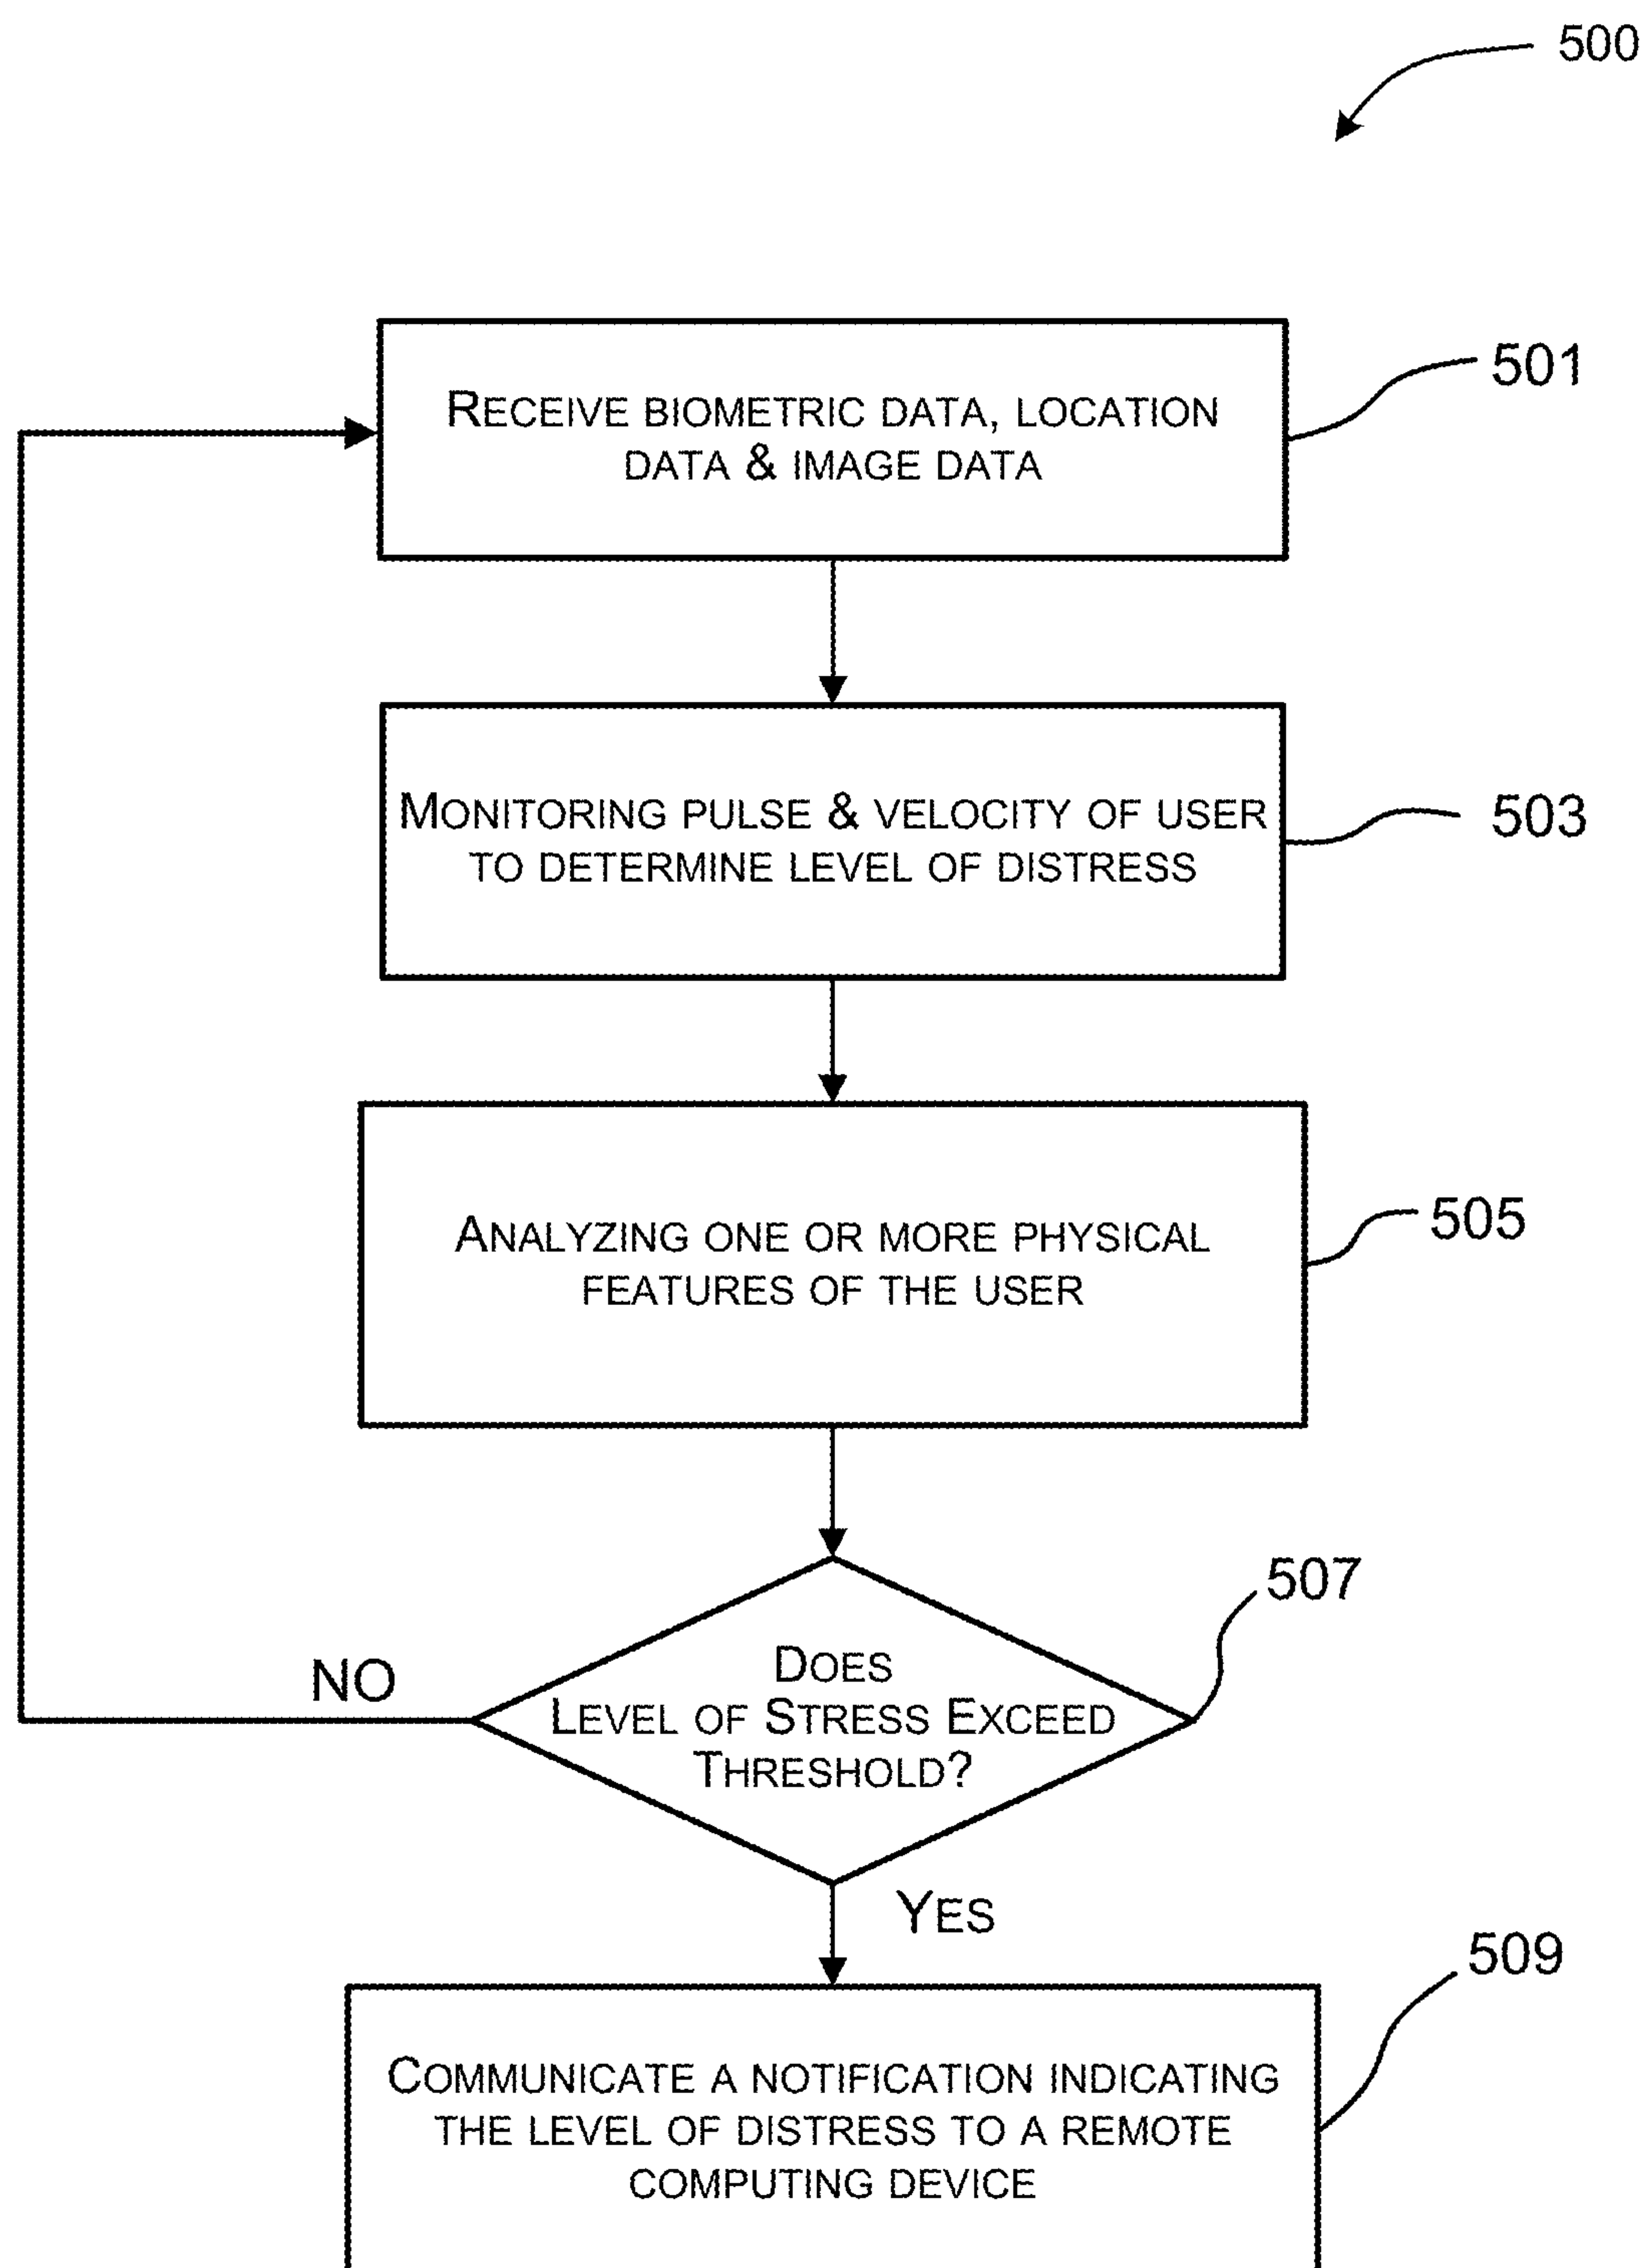 500
RECEIVE BIOMETRIC DATA, LOCATION
DATA & IMAGE DATA
501
MONITORING PULSE & VELOCITY OF USER
TO DETERMINE LEVEL OF DISTRESS
503
ANALYZING ONE OR MORE PHYSICAL
FEATURES OF THE USER
505
507
DOES
LEVEL OF STRESS EXCEED
THRESHOLD?
NO
YES
509
COMMUNICATE A NOTIFICATION INDICATING
THE LEVEL OF DISTRESS TO A REMOTE
COMPUTING DEVICE